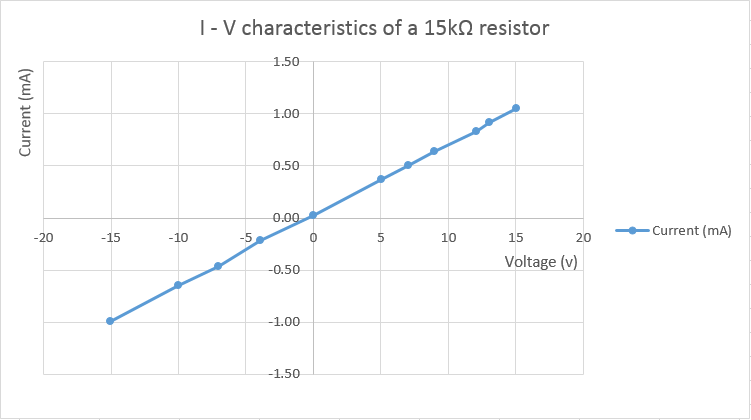 I - V characteristics of a 15kΩ resistor
Current (mA)
1.50
1.00
0.50
0.00
-0.50
-1.00
-1.50
-20 -15 -10 -5 0 5 10 15 20
Voltage (v)
Current (mA)